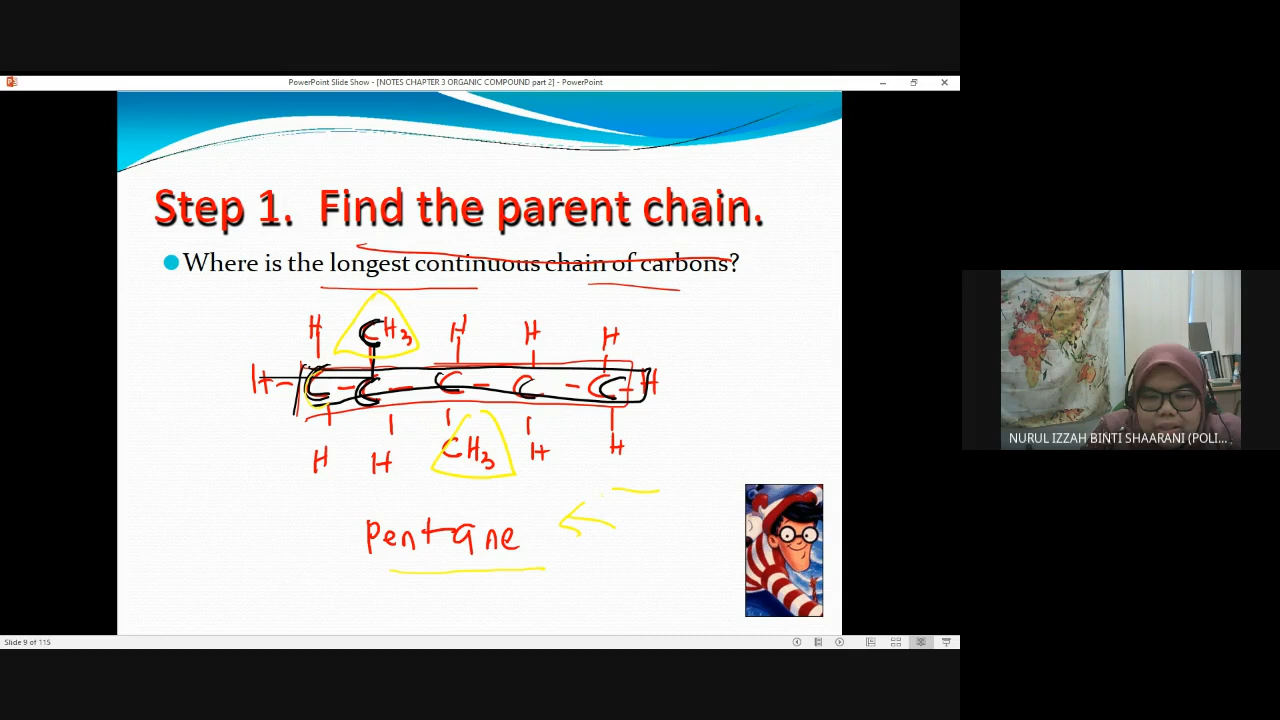 PowerPoint Slide Show - [NOTES CHAPTER 3 ORGANIC COMPOUND part 2] - PowerPoint
Step 1. Find the parent chain.
Where is the longest continuous chain of carbons?
H CH3 H H H
H - C - C - C - C - C - H
H H CH3 H H
Pentane
NURUL IZZAH BINTI SHAARANI (POLI...
Slide 9 of 115